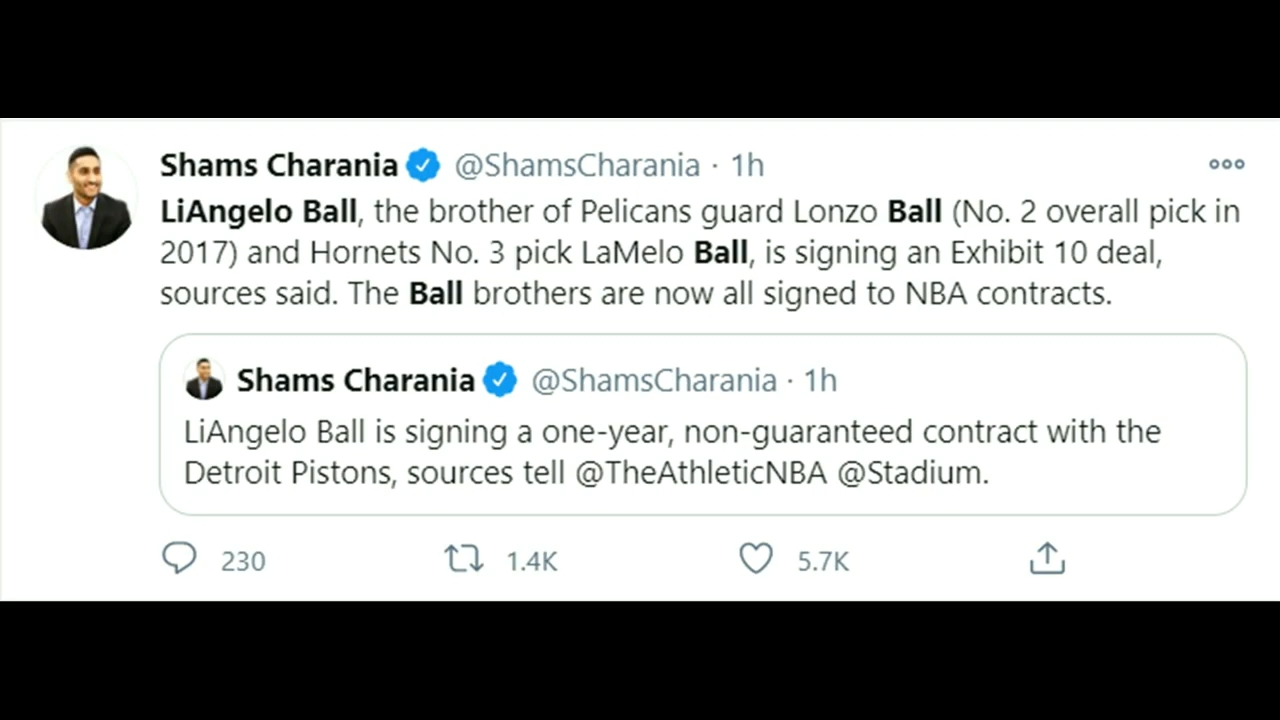 Shams Charania @ShamsCharania · 1h
LiAngelo Ball, the brother of Pelicans guard Lonzo Ball (No. 2 overall pick in
2017) and Hornets No. 3 pick LaMelo Ball, is signing an Exhibit 10 deal,
sources said. The Ball brothers are now all signed to NBA contracts.
Shams Charania @ShamsCharania · 1h
LiAngelo Ball is signing a one-year, non-guaranteed contract with the
Detroit Pistons, sources tell @TheAthleticNBA @Stadium.
230 1.4K 5.7K